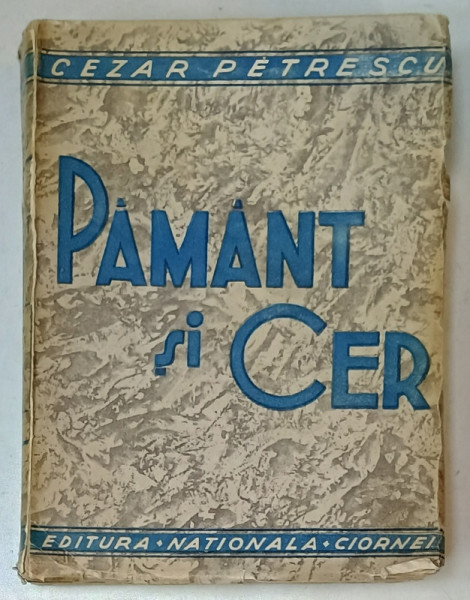 CEZAR PETRESCU
PĂMÂNT
și CER
EDITURA • NATIONALA • CIORNEI